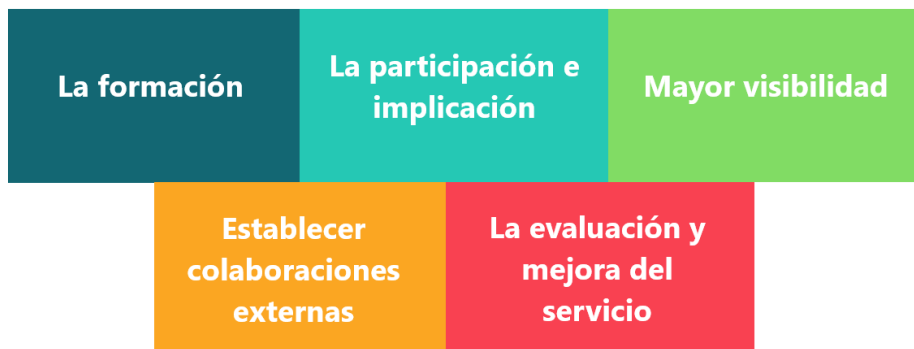 La formación
La participación e
implicación
Mayor visibilidad
Establecer
colaboraciones
externas
La evaluación y
mejora del
servicio